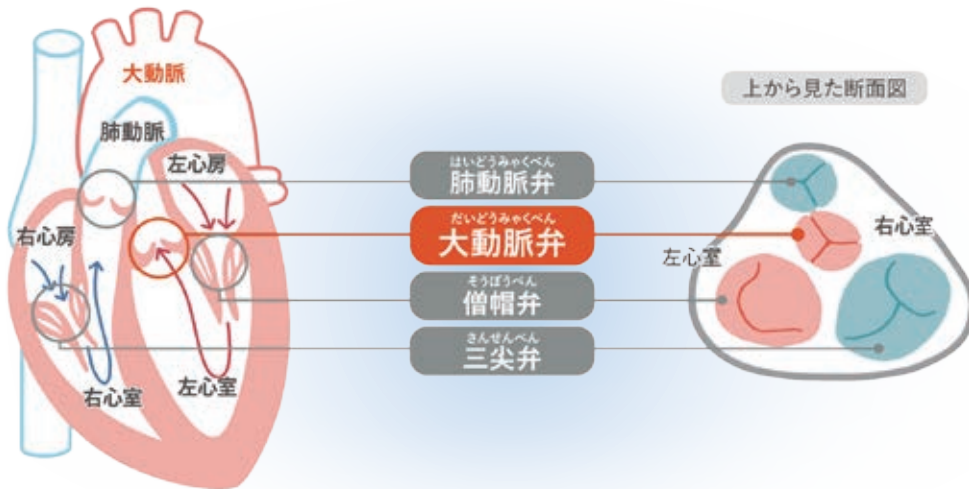 大動脈
肺動脈
左心房
右心房
右心室
左心室
はいどうみゃくべん
肺動脈弁
だいどうみゃくべん
大動脈弁
そうぼうべん
僧帽弁
さんせんべん
三尖弁
上から見た断面図
右心室
左心室